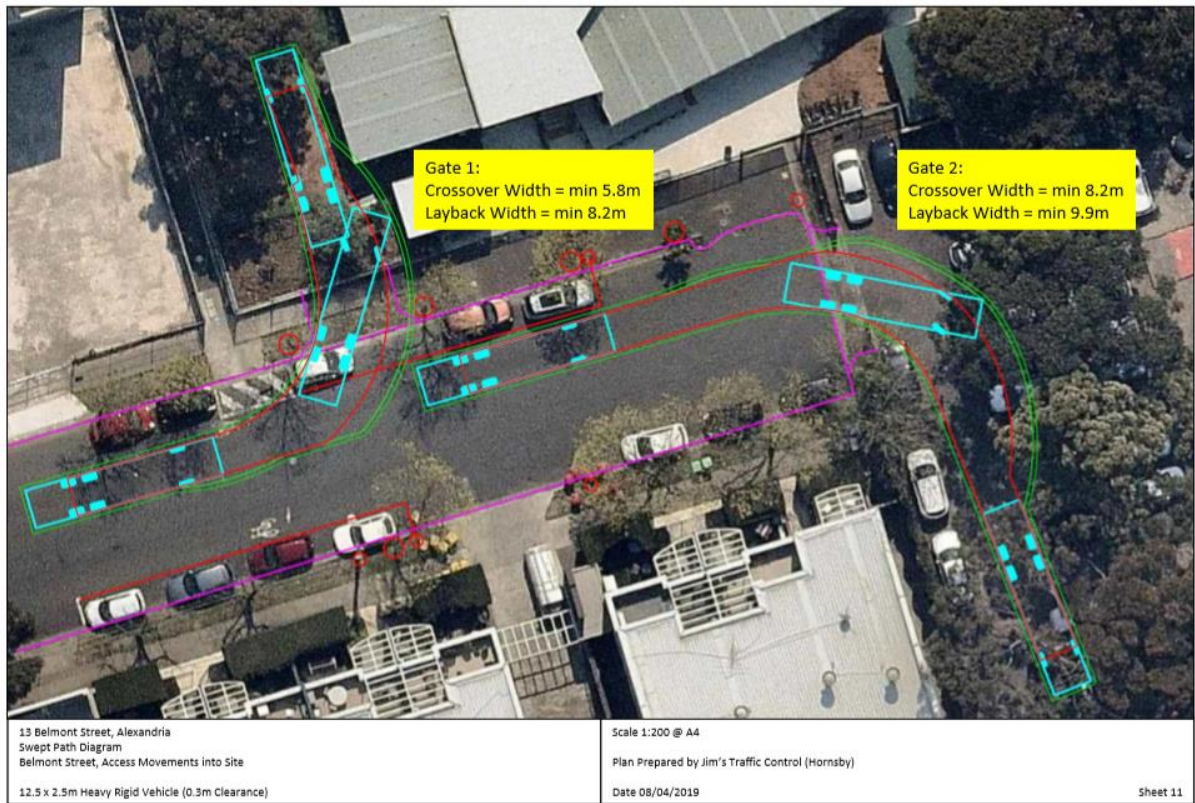 Gate 1:
Crossover Width = min 5.8m
Layback Width = min 8.2m
Gate 2:
Crossover Width = min 8.2m
Layback Width = min 9.9m
13 Belmont Street, Alexandria
Swept Path Diagram
Belmont Street, Access Movements into Site
12.5 x 2.5m Heavy Rigid Vehicle (0.3m Clearance)
Scale 1:200 @ A4
Plan Prepared by Jim's Traffic Control (Hornsby)
Date 08/04/2019
Sheet 11